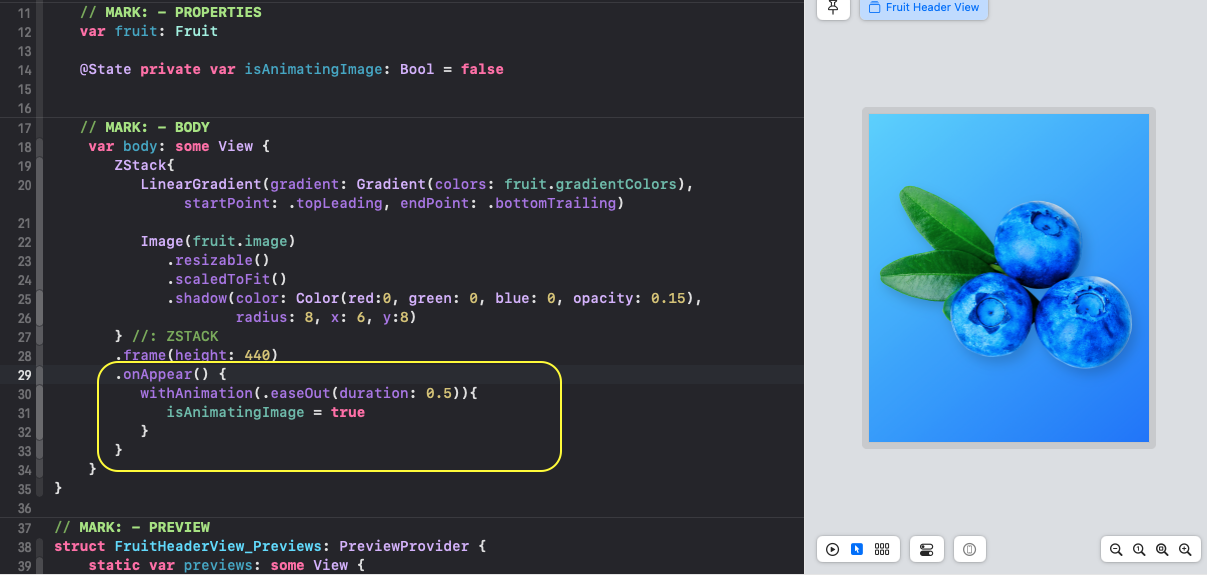 11 // MARK: - PROPERTIES
12 var fruit: Fruit
13
14 @State private var isAnimatingImage: Bool = false
15
16
17 // MARK: - BODY
18 var body: some View {
19 ZStack{
20 LinearGradient(gradient: Gradient(colors: fruit.gradientColors),
startPoint: .topLeading, endPoint: .bottomTrailing)
21
22 Image(fruit.image)
23 .resizable()
24 .scaledToFit()
25 .shadow(color: Color(red:0, green: 0, blue: 0, opacity: 0.15),
26 radius: 8, x: 6, y:8)
27 } //: ZSTACK
28 .frame(height: 440)
29 .onAppear() {
30 withAnimation(.easeOut(duration: 0.5)){
31 isAnimatingImage = true
32 }
33 }
34 }
35 }
36
37 // MARK: - PREVIEW
38 struct FruitHeaderView_Previews: PreviewProvider {
39 static var previews: some View {
Fruit Header View